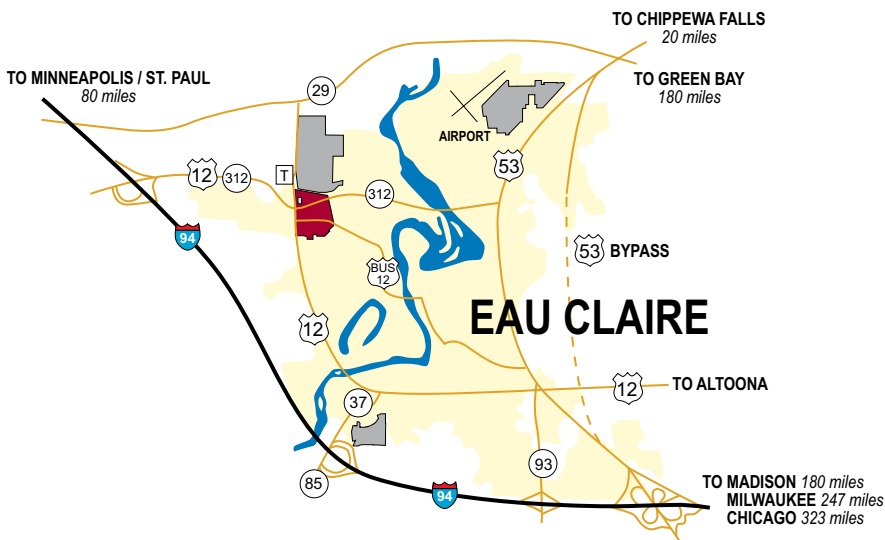 TO CHIPPEWA FALLS
20 miles
TO MINNEAPOLIS / ST. PAUL
80 miles
TO GREEN BAY
180 miles
29
AIRPORT
53
T
12
312
312
94
53 BYPASS
BUS
12
EAU CLAIRE
12
12
TO ALTOONA
37
93
85
94
TO MADISON 180 miles
MILWAUKEE 247 miles
CHICAGO 323 miles